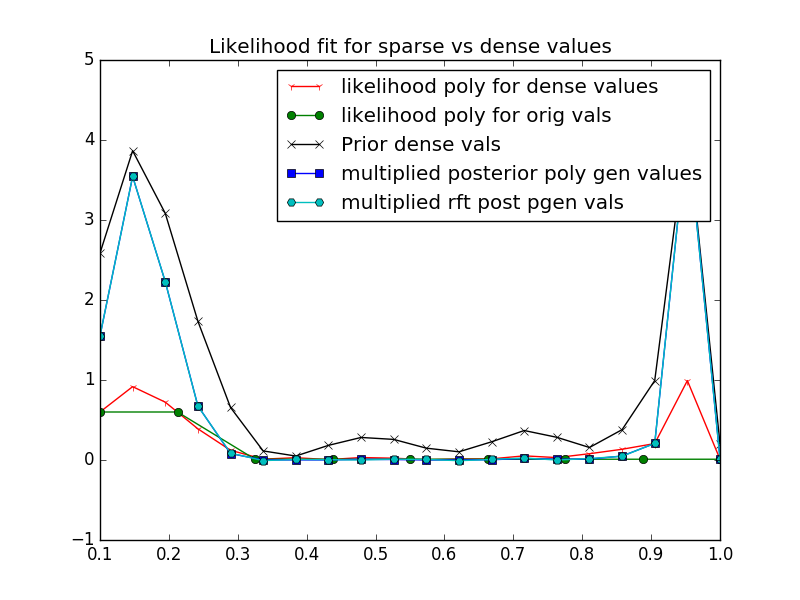 Likelihood fit for sparse vs dense values
likelihood poly for dense values
likelihood poly for orig vals
Prior dense vals
multiplied posterior poly gen values
multiplied rft post pgen vals
5
4
3
2
1
0
−1
0.1 0.2 0.3 0.4 0.5 0.6 0.7 0.8 0.9 1.0